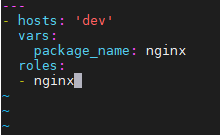 ---
- hosts: 'dev'
  vars:
    package_name: nginx
  roles:
  - nginx
~
~
~